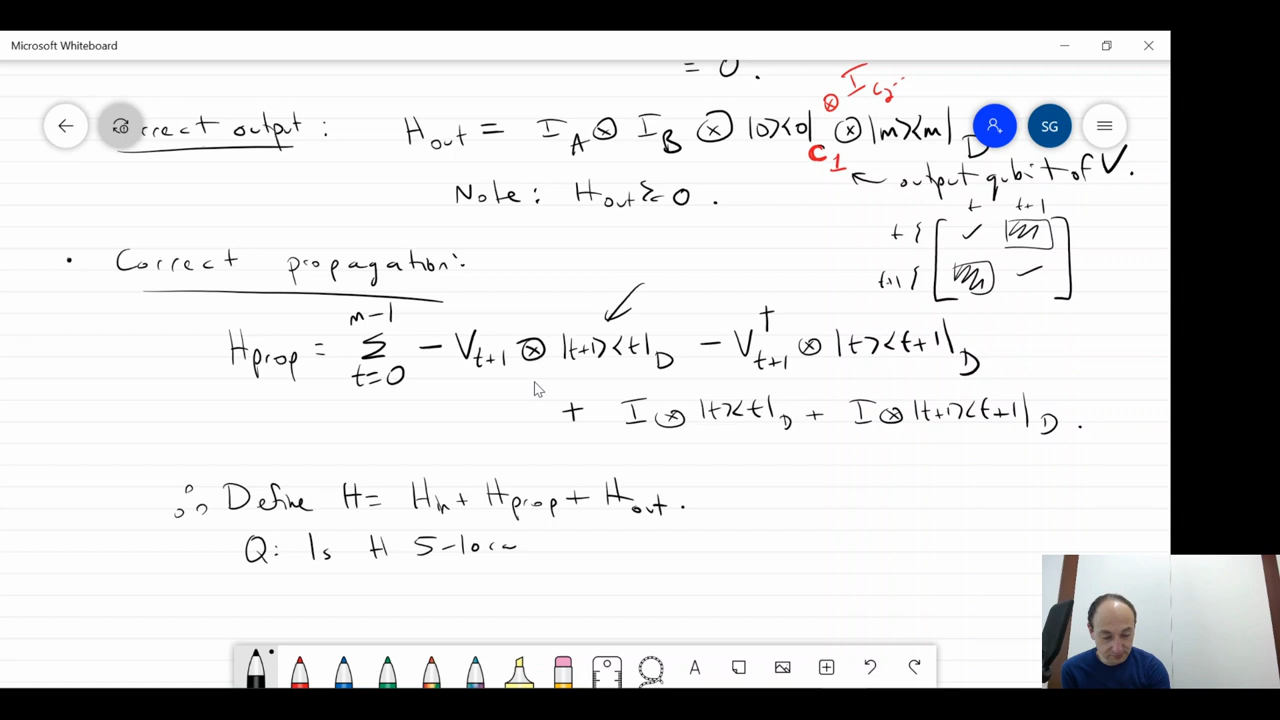 Microsoft Whiteboard
= 0.
⊗ I_{C_2...}
Correct output: H_out = I_A ⊗ I_B ⊗ |0><0|_{C_1} ⊗ |m><m|_D
SG
← output qubit of V.
Note: H_out ≽ 0.
t t+1
t { [ ✓
t+1 { ✓ ]
• Correct propagation:
H_prop = Σ_{t=0}^{m-1} - V_{t+1} ⊗ |t+1><t|_D - V_{t+1}^† ⊗ |t><t+1|_D
+ I ⊗ |t><t|_D + I ⊗ |t+1><t+1|_D.
∴ Define H = H_in + H_prop + H_out.
Q: Is H 5-loca
A